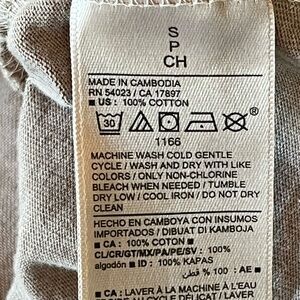 S
P
CH
MADE IN CAMBODIA
RN 54023 / CA 17897
■ US : 100% COTTON
30
®
1166
MACHINE WASH COLD GENTLE
CYCLE / WASH AND DRY WITH LIKE
COLORS / ONLY NON-CHLORINE
BLEACH WHEN NEEDED / TUMBLE
DRY LOW / COOL IRON / DO NOT DRY
CLEAN
HECHO EN CAMBOYA CON INSUMOS
IMPORTADOS / DIBUAT DI KAMBOJA
■ CA : 100% COTON ■
CL/CR/GT/MX/PA/PE/SV : 100%
algodón ■ ID : 100% KAPAS
■ AE : 100 % قطن
■ CA : LAVER À LA MACHINE À L'EAU